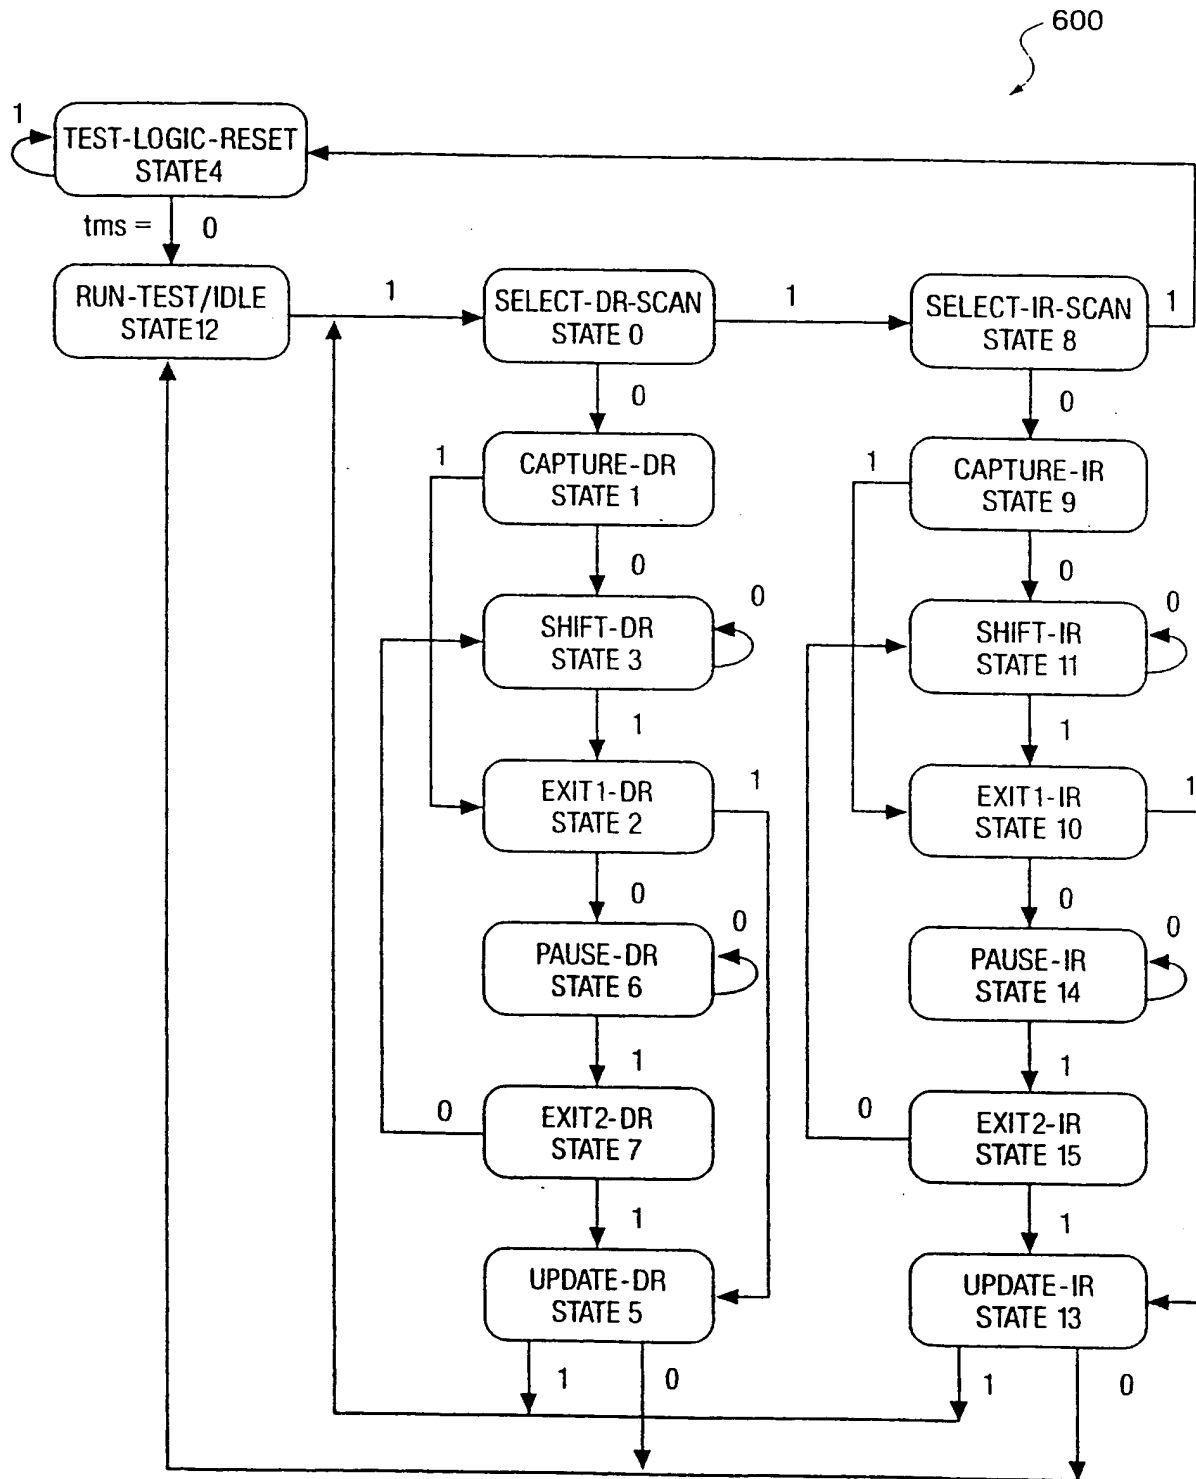 600
1
TEST-LOGIC-RESET
STATE4
tms = 0
RUN-TEST/IDLE
STATE12
1
SELECT-DR-SCAN
STATE 0
1
SELECT-IR-SCAN
STATE 8
1
0
0
1
CAPTURE-DR
STATE 1
1
CAPTURE-IR
STATE 9
0
0
SHIFT-DR
STATE 3
0
SHIFT-IR
STATE 11
0
1
1
EXIT1-DR
STATE 2
1
EXIT1-IR
STATE 10
1
0
0
PAUSE-DR
STATE 6
0
PAUSE-IR
STATE 14
0
1
1
0
EXIT2-DR
STATE 7
0
EXIT2-IR
STATE 15
1
1
UPDATE-DR
STATE 5
UPDATE-IR
STATE 13
1
0
1
0